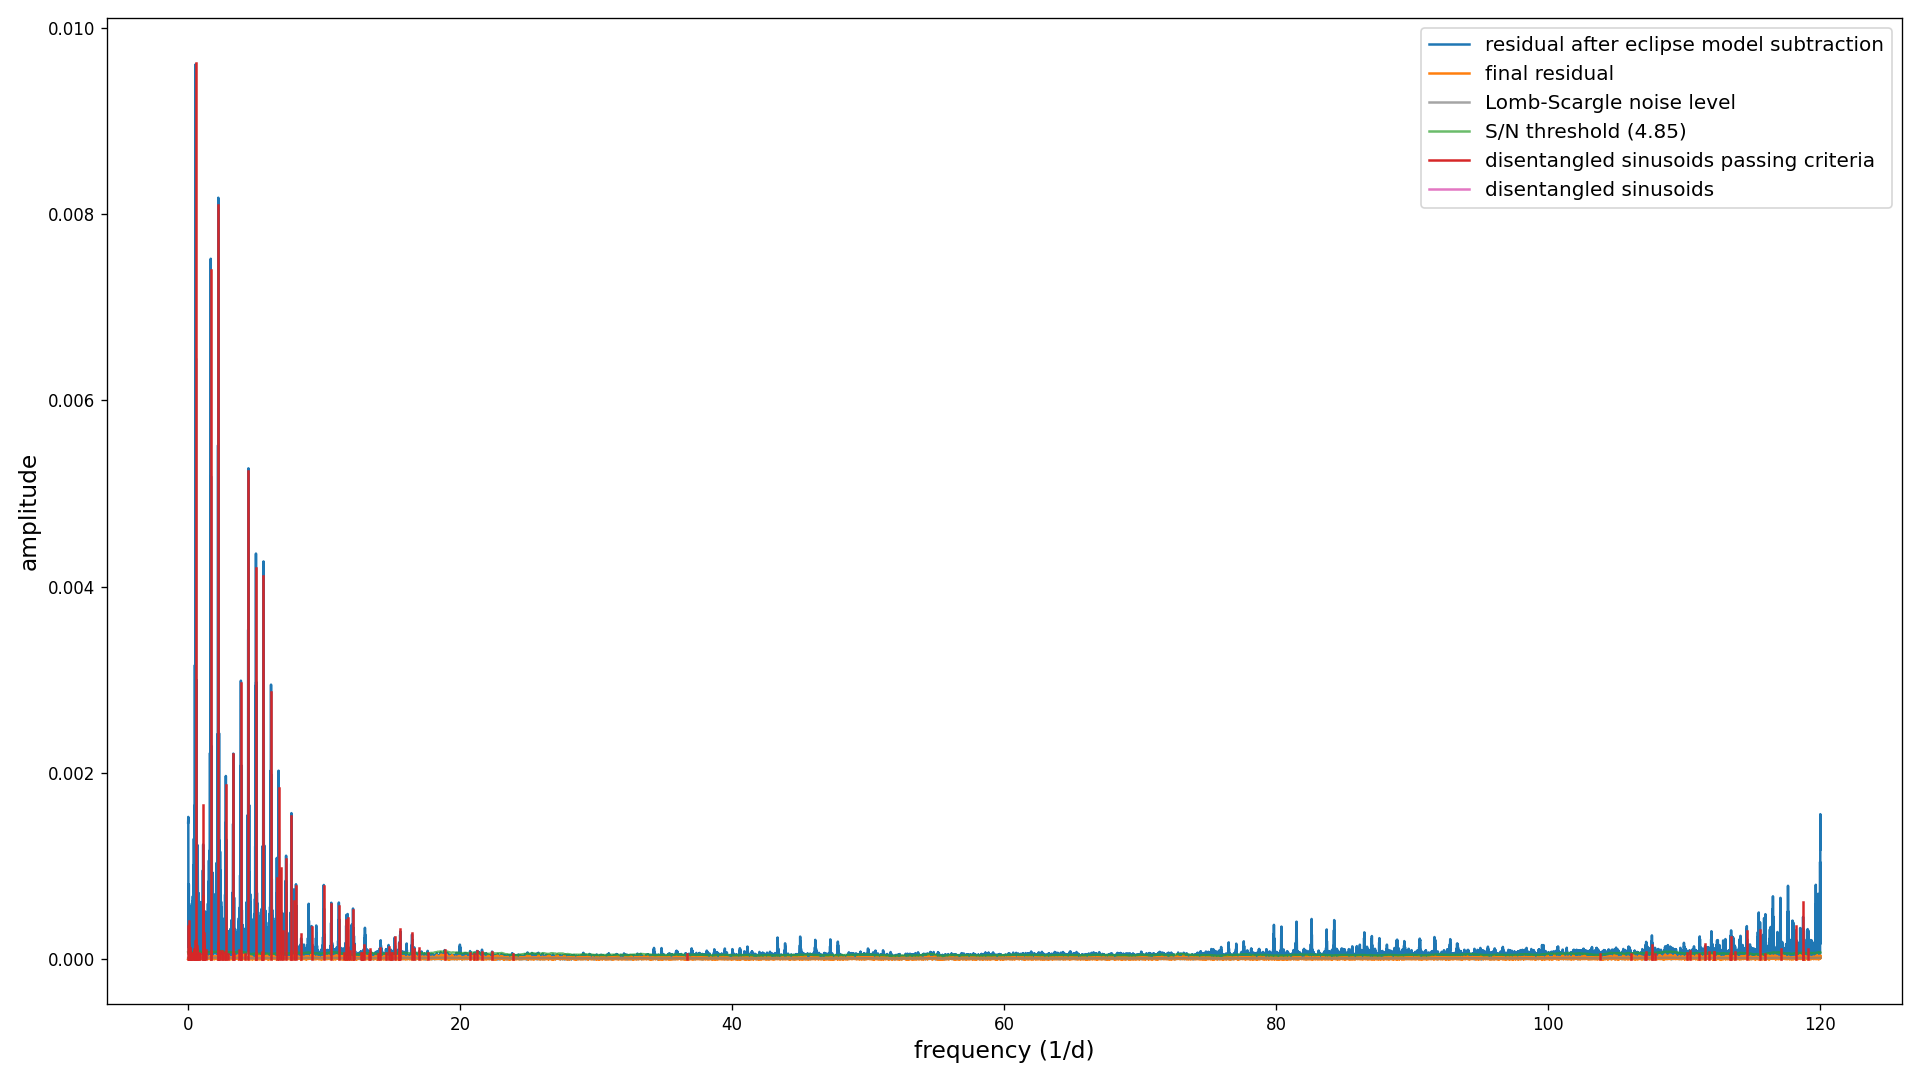 0.010
0.008
0.006
0.004
0.002
0.000
amplitude
0
20
40
60
80
100
120
frequency (1/d)
residual after eclipse model subtraction
final residual
Lomb-Scargle noise level
S/N threshold (4.85)
disentangled sinusoids passing criteria
disentangled sinusoids